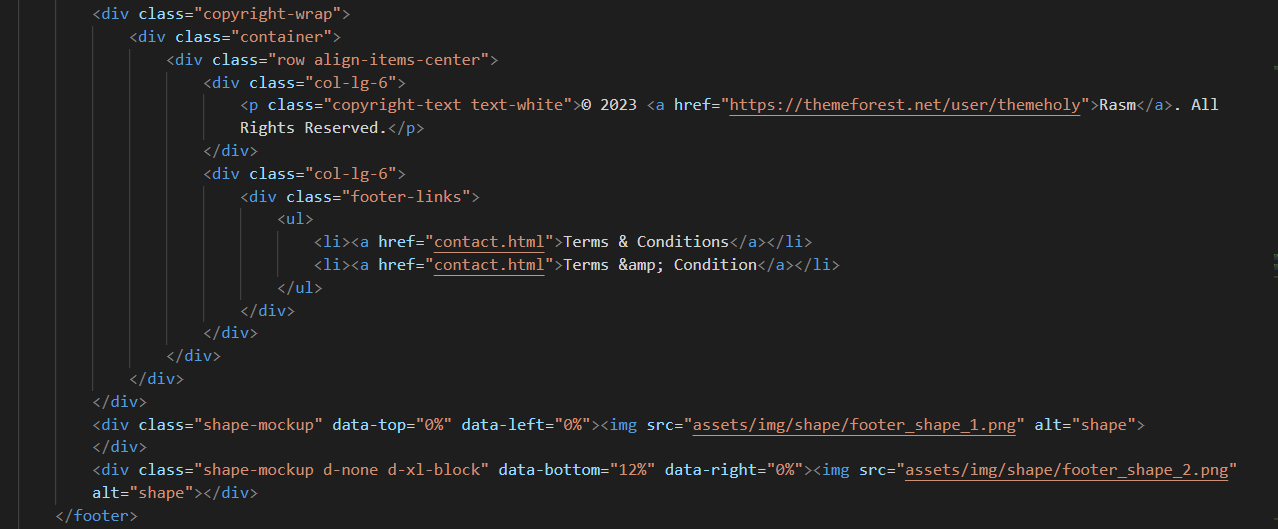 <div class="copyright-wrap">
<div class="container">
<div class="row align-items-center">
<div class="col-lg-6">
<p class="copyright-text text-white">© 2023 <a href="https://themeforest.net/user/themeholy">Rasm</a>. All
Rights Reserved.</p>
</div>
<div class="col-lg-6">
<div class="footer-links">
<ul>
<li><a href="contact.html">Terms & Conditions</a></li>
<li><a href="contact.html">Terms &amp; Condition</a></li>
</ul>
</div>
</div>
</div>
</div>
</div>
<div class="shape-mockup" data-top="0%" data-left="0%"><img src="assets/img/shape/footer_shape_1.png" alt="shape">
</div>
<div class="shape-mockup d-none d-xl-block" data-bottom="12%" data-right="0%"><img src="assets/img/shape/footer_shape_2.png"
alt="shape"></div>
</footer>